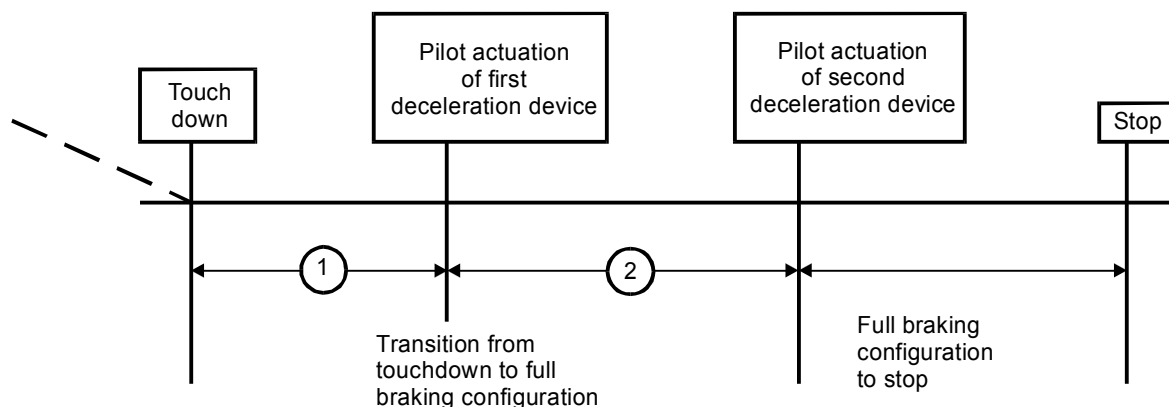 Touch
down
Pilot actuation
of first
deceleration device
Pilot actuation
of second
deceleration device
Stop
1
2
Transition from
touchdown to full
braking configuration
Full braking
configuration
to stop